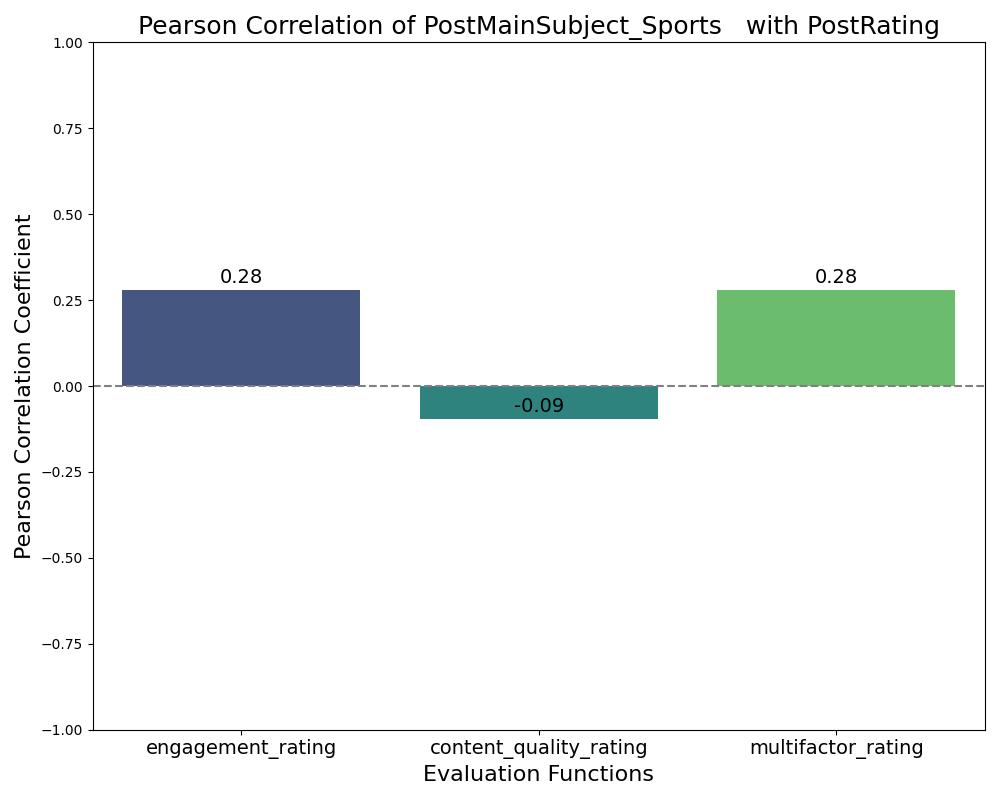 Pearson Correlation of PostMainSubject_Sports   with PostRating
Pearson Correlation Coefficient
1.00
0.75
0.50
0.25
0.00
−0.25
−0.50
−0.75
−1.00
0.28
-0.09
0.28
engagement_rating
content_quality_rating
multifactor_rating
Evaluation Functions